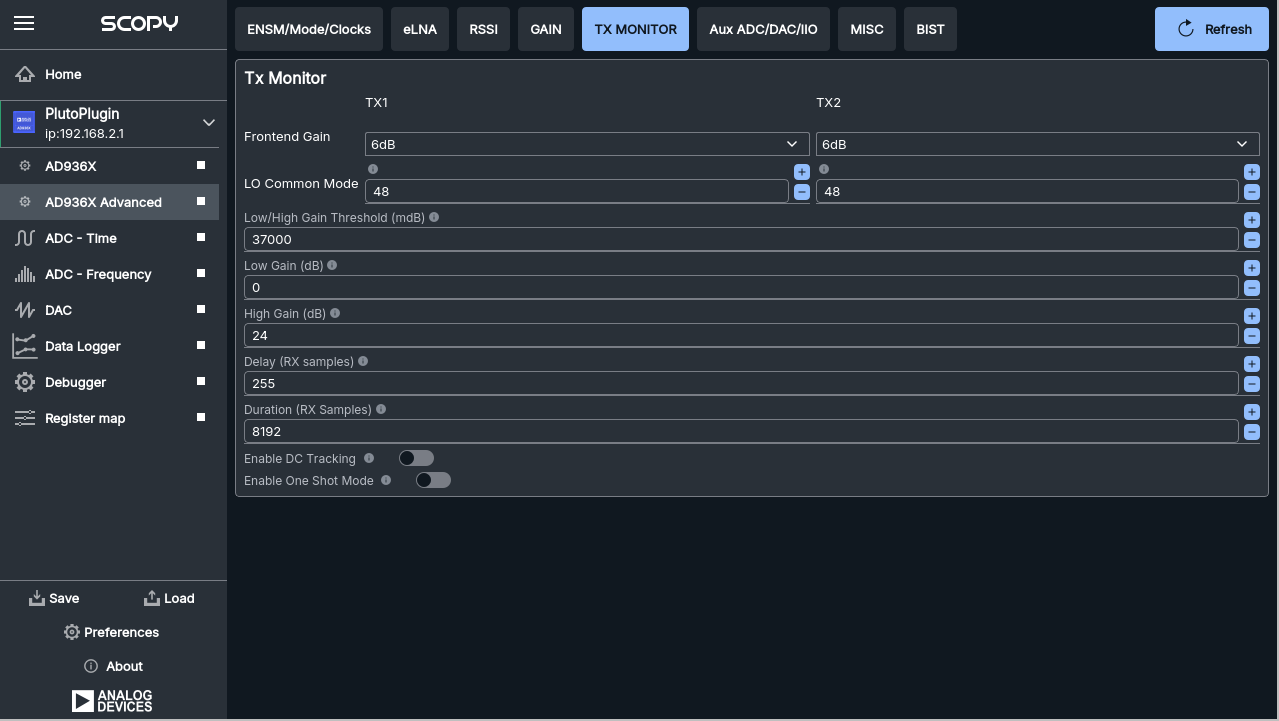 SCOPY
Home
PlutoPlugin
ip:192.168.2.1
AD936X
AD936X Advanced
ADC - Time
ADC - Frequency
DAC
Data Logger
Debugger
Register map
Save
Load
Preferences
About
ANALOG
DEVICES
ENSM/Mode/Clocks
eLNA
RSSI
GAIN
TX MONITOR
Aux ADC/DAC/IIO
MISC
BIST
Refresh
Tx Monitor
TX1
TX2
Frontend Gain
6dB
6dB
LO Common Mode
48
48
Low/High Gain Threshold (mdB)
37000
Low Gain (dB)
0
High Gain (dB)
24
Delay (RX samples)
255
Duration (RX Samples)
8192
Enable DC Tracking
Enable One Shot Mode